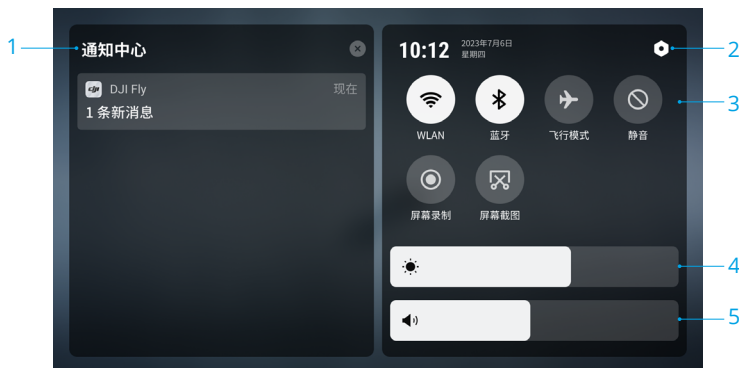 1
通知中心
DJI Fly
现在
1 条新消息
10:12
2023年7月6日
星期四
2
3
WLAN
蓝牙
飞行模式
静音
屏幕录制
屏幕截图
4
5